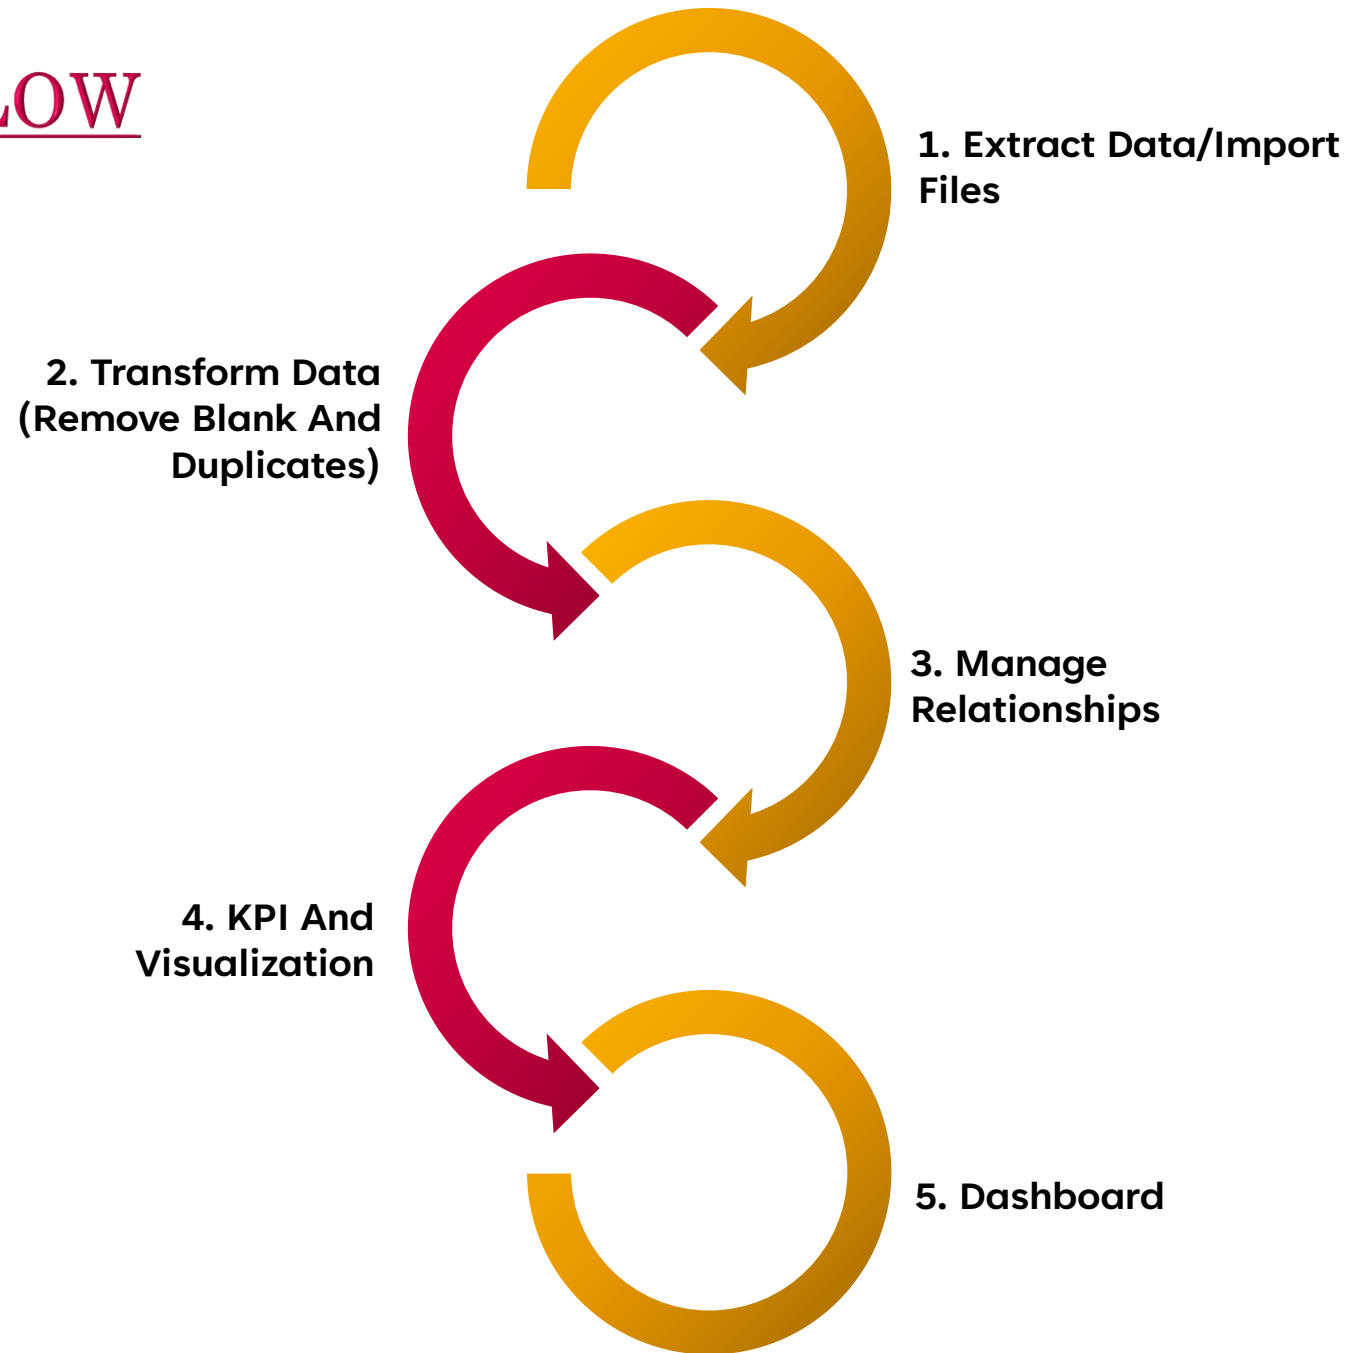 LOW
1. Extract Data/Import
Files
2. Transform Data
(Remove Blank And
Duplicates)
3. Manage
Relationships
4. KPI And
Visualization
5. Dashboard